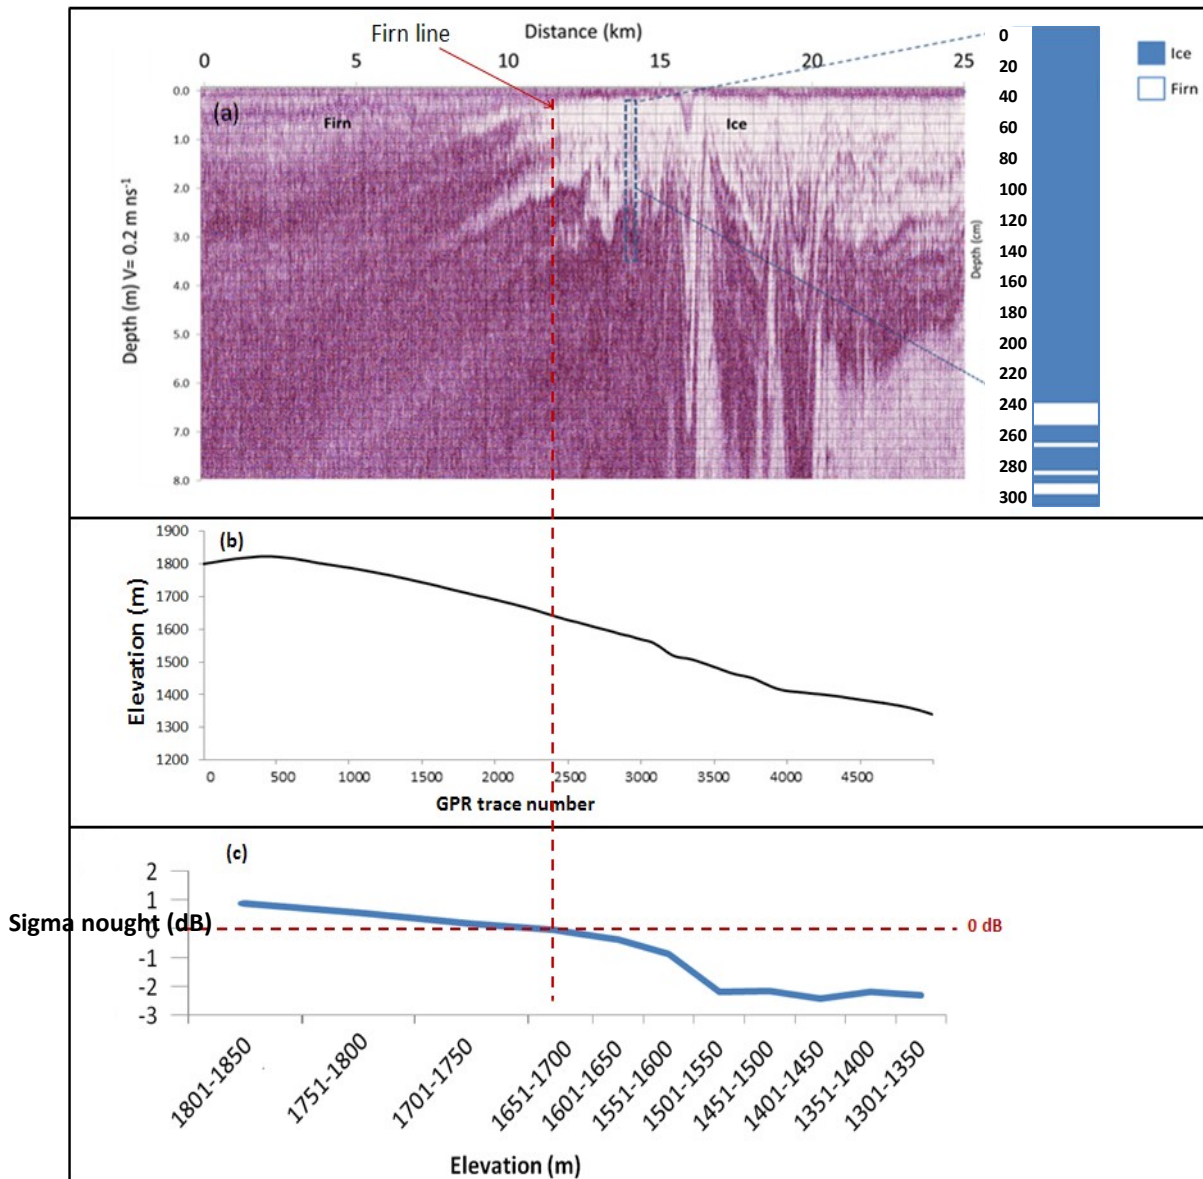 Firn line
Distance (km)
0 5 10 15 20 25
(a)
Firn
Ice
0.0
1.0
2.0
3.0
4.0
5.0
6.0
7.0
8.0
Depth (m) V= 0.2 m ns⁻¹
Depth (cm)
0
20
40
60
80
100
120
140
160
180
200
220
240
260
280
300
Ice
Firn
(b)
1900
1800
1700
1600
1500
1400
1300
1200
Elevation (m)
0 500 1000 1500 2000 2500 3000 3500 4000 4500
GPR trace number
(c)
2
1
0
-1
-2
-3
Sigma nought (dB)
0 dB
1801-1850
1751-1800
1701-1750
1651-1700
1601-1650
1551-1600
1501-1550
1451-1500
1401-1450
1351-1400
1301-1350
Elevation (m)